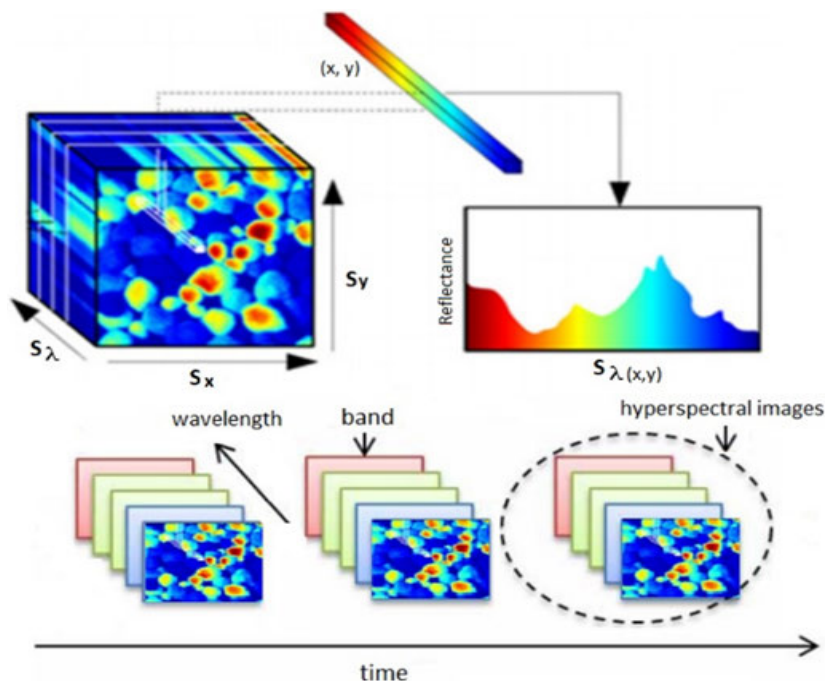 (x, y)
Sy
Reflectance
Sλ
Sx
Sλ(x,y)
wavelength
band
hyperspectral images
time